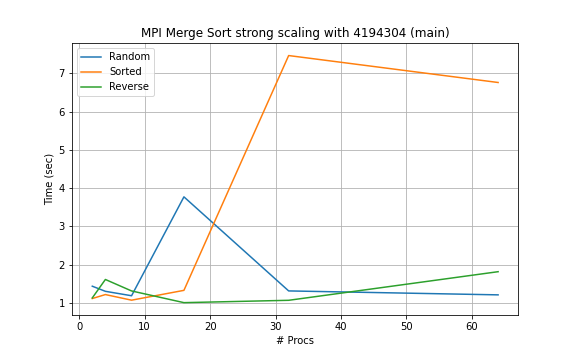 MPI Merge Sort strong scaling with 4194304 (main)
Random
Sorted
Reverse
Time (sec)
7
6
5
4
3
2
1
0 10 20 30 40 50 60
# Procs